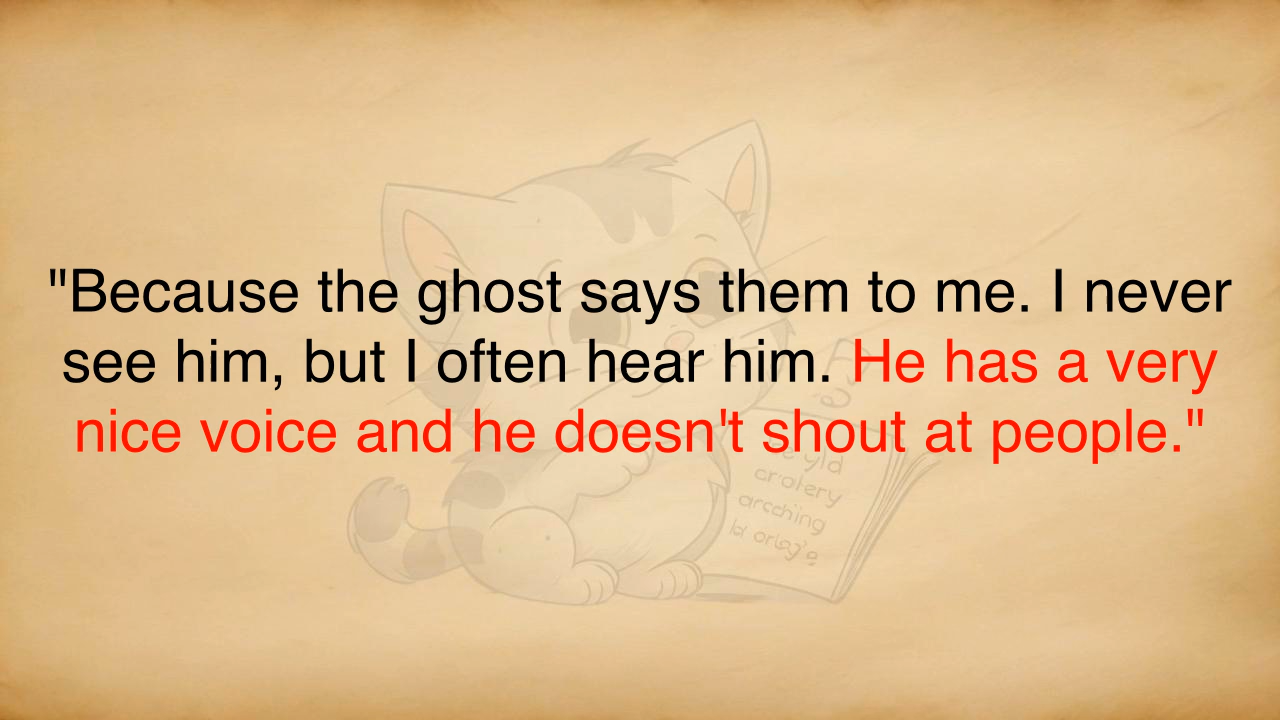 "Because the ghost says them to me. I never
see him, but I often hear him. He has a very
nice voice and he doesn't shout at people."
arcching